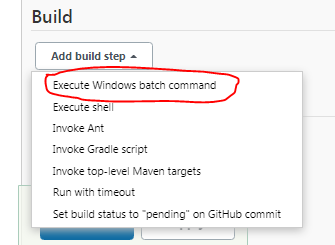 Build
Add build step
Execute Windows batch command
Execute shell
Invoke Ant
Invoke Gradle script
Invoke top-level Maven targets
Run with timeout
Set build status to "pending" on GitHub commit